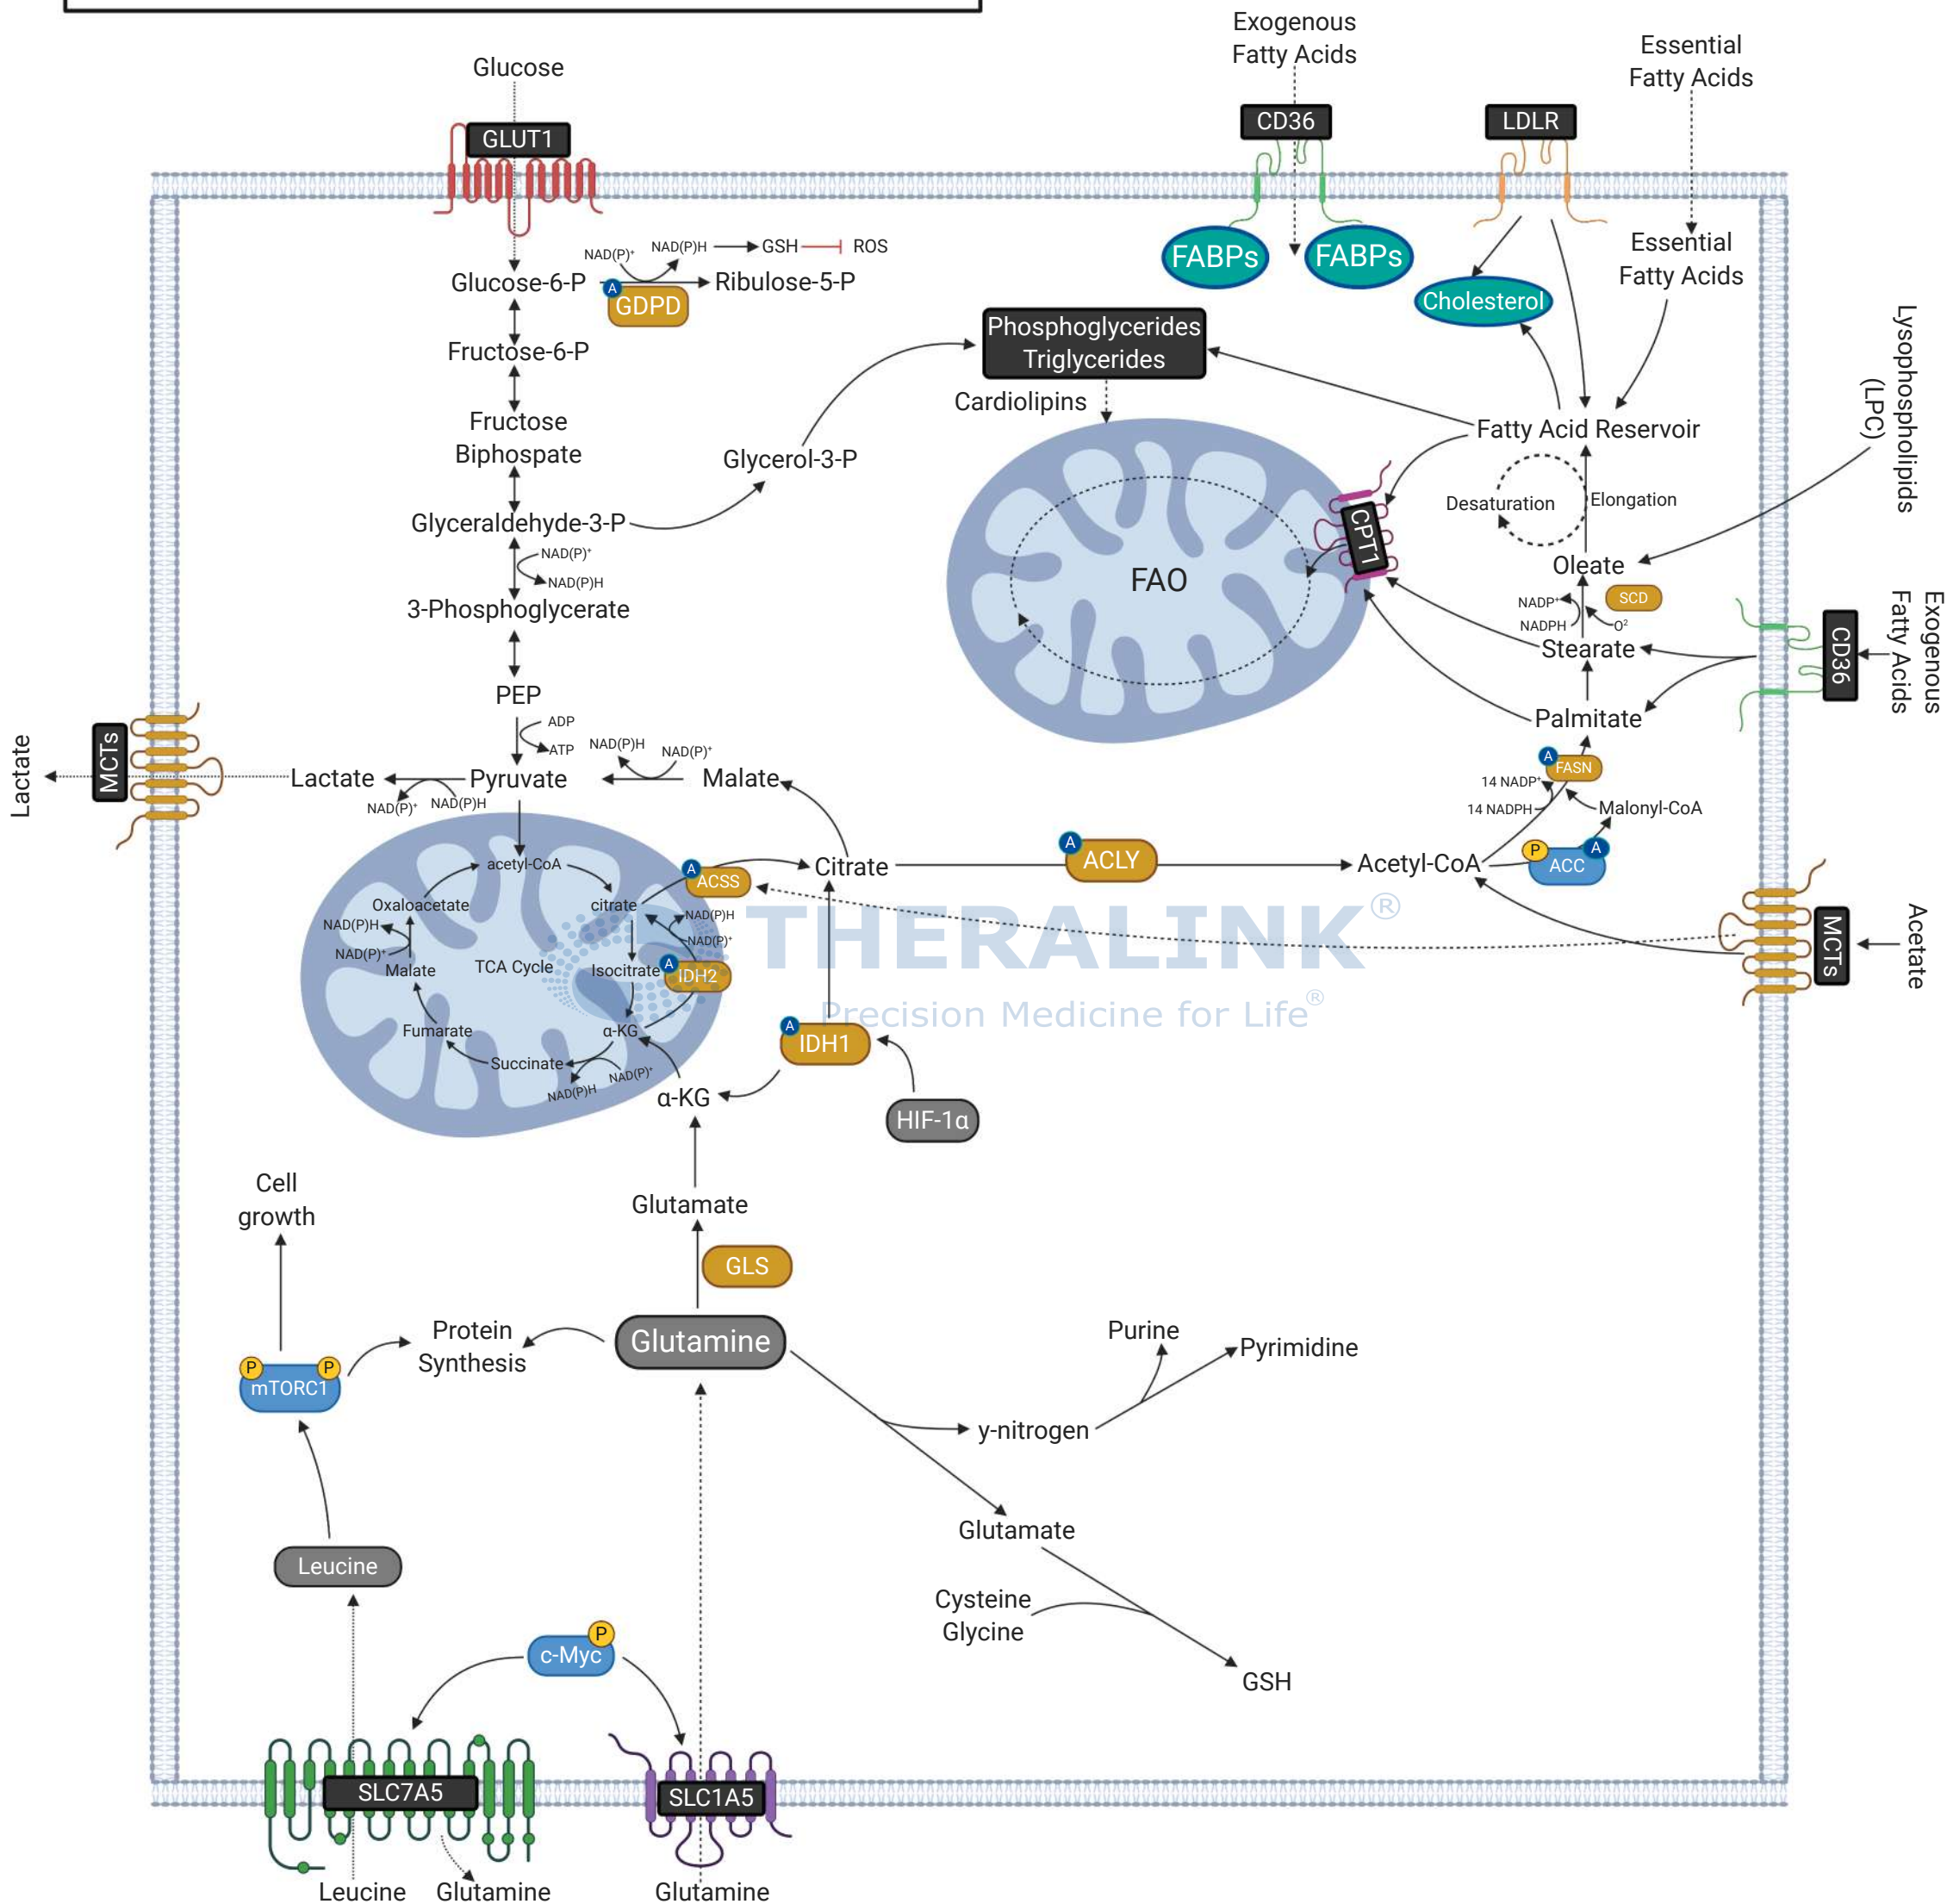 Exogenous
Fatty Acids
Essential
Fatty Acids
Glucose
GLUT1
CD36
LDLR
NAD(P)⁺
NAD(P)H
GSH
ROS
Glucose-6-P
Ribulose-5-P
A
GDPD
FABPs
FABPs
Essential
Fatty Acids
Cholesterol
Fructose-6-P
Phosphoglycerides
Triglycerides
Cardiolipins
Lysophospholipids
(LPC)
Fructose
Biphospate
Glycerol-3-P
Fatty Acid Reservoir
Glyceraldehyde-3-P
Desaturation
Elongation
CPT1
NAD(P)⁺
NAD(P)H
FAO
Oleate
3-Phosphoglycerate
NADP⁺
SCD
NADPH
O²
Stearate
CD36
Exogenous
Fatty Acids
PEP
Palmitate
ADP
ATP
NAD(P)H
NAD(P)⁺
Lactate
MCTs
Lactate
Pyruvate
Malate
NAD(P)⁺
NAD(P)H
A
FASN
14 NADP⁺
14 NADPH
Malonyl-CoA
acetyl-CoA
A
ACSS
Citrate
A
ACLY
Acetyl-CoA
P
A
ACC
Oxaloacetate
citrate
NAD(P)H
NAD(P)⁺
NAD(P)H
NAD(P)⁺
Malate
TCA Cycle
Isocitrate
A
IDH2
THERALINK®
Precision Medicine for Life®
MCTs
Acetate
Fumarate
α-KG
A
IDH1
Succinate
NAD(P)H
NAD(P)⁺
α-KG
HIF-1α
Cell
growth
Glutamate
GLS
Protein
Synthesis
Glutamine
Purine
Pyrimidine
P
P
mTORC1
y-nitrogen
Glutamate
Leucine
Cysteine
Glycine
P
c-Myc
GSH
SLC7A5
SLC1A5
Leucine
Glutamine
Glutamine